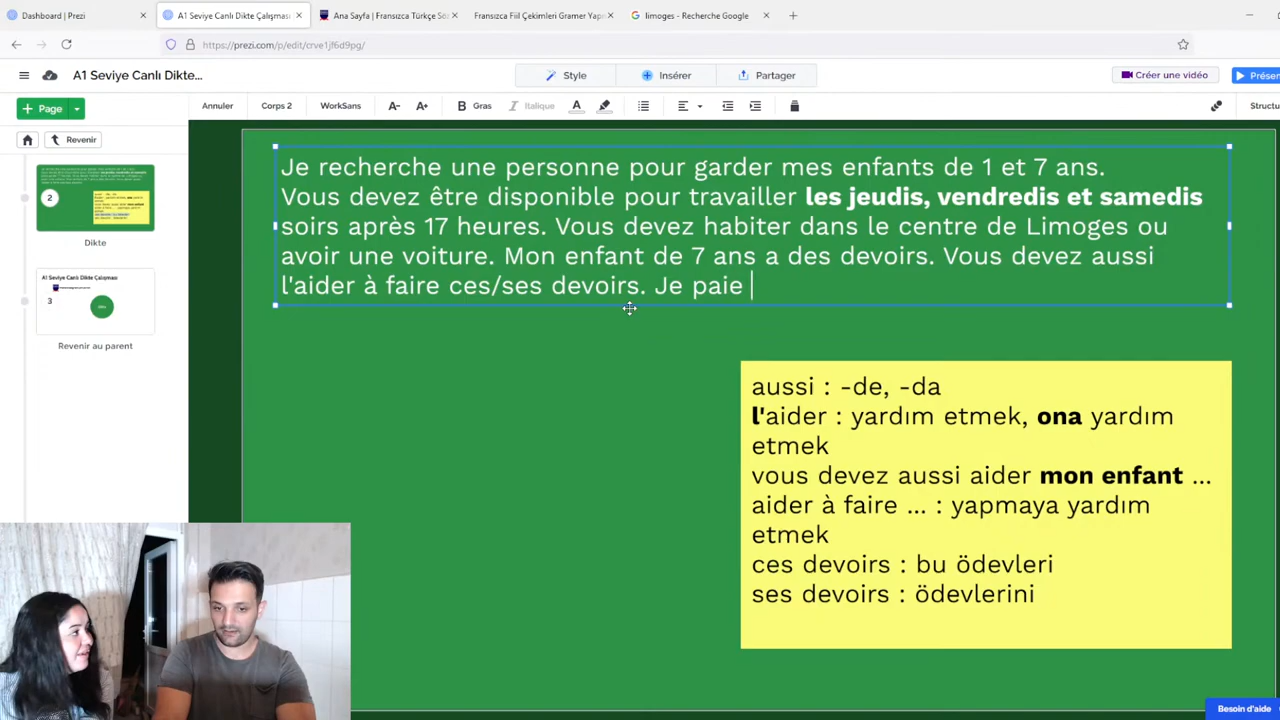 Dashboard | Prezi
A1 Seviye Canlı Dikte Çalışması
Ana Sayfa | Fransızca Türkçe Sö
Fransızca Fiil Çekimleri Gramer Yap
limoges - Recherche Google
https://prezi.com/p/edit/crve1jf6d9pg/
A1 Seviye Canlı Dikte...
Style
Insérer
Partager
Créer une vidéo
Présen
Page
Annuler
Corps 2
WorkSans
A-
A+
B Gras
I Italique
A
Structu
Revenir
2
Dikte
A1 Seviye Canlı Dikte Çalışması
3
Revenir au parent
Je recherche une personne pour garder mes enfants de 1 et 7 ans.
Vous devez être disponible pour travailler les jeudis, vendredis et samedis
soirs après 17 heures. Vous devez habiter dans le centre de Limoges ou
avoir une voiture. Mon enfant de 7 ans a des devoirs. Vous devez aussi
l'aider à faire ces/ses devoirs. Je paie
aussi : -de, -da
l'aider : yardım etmek, ona yardım
etmek
vous devez aussi aider mon enfant ...
aider à faire ... : yapmaya yardım
etmek
ces devoirs : bu ödevleri
ses devoirs : ödevlerini
Besoin d'aide